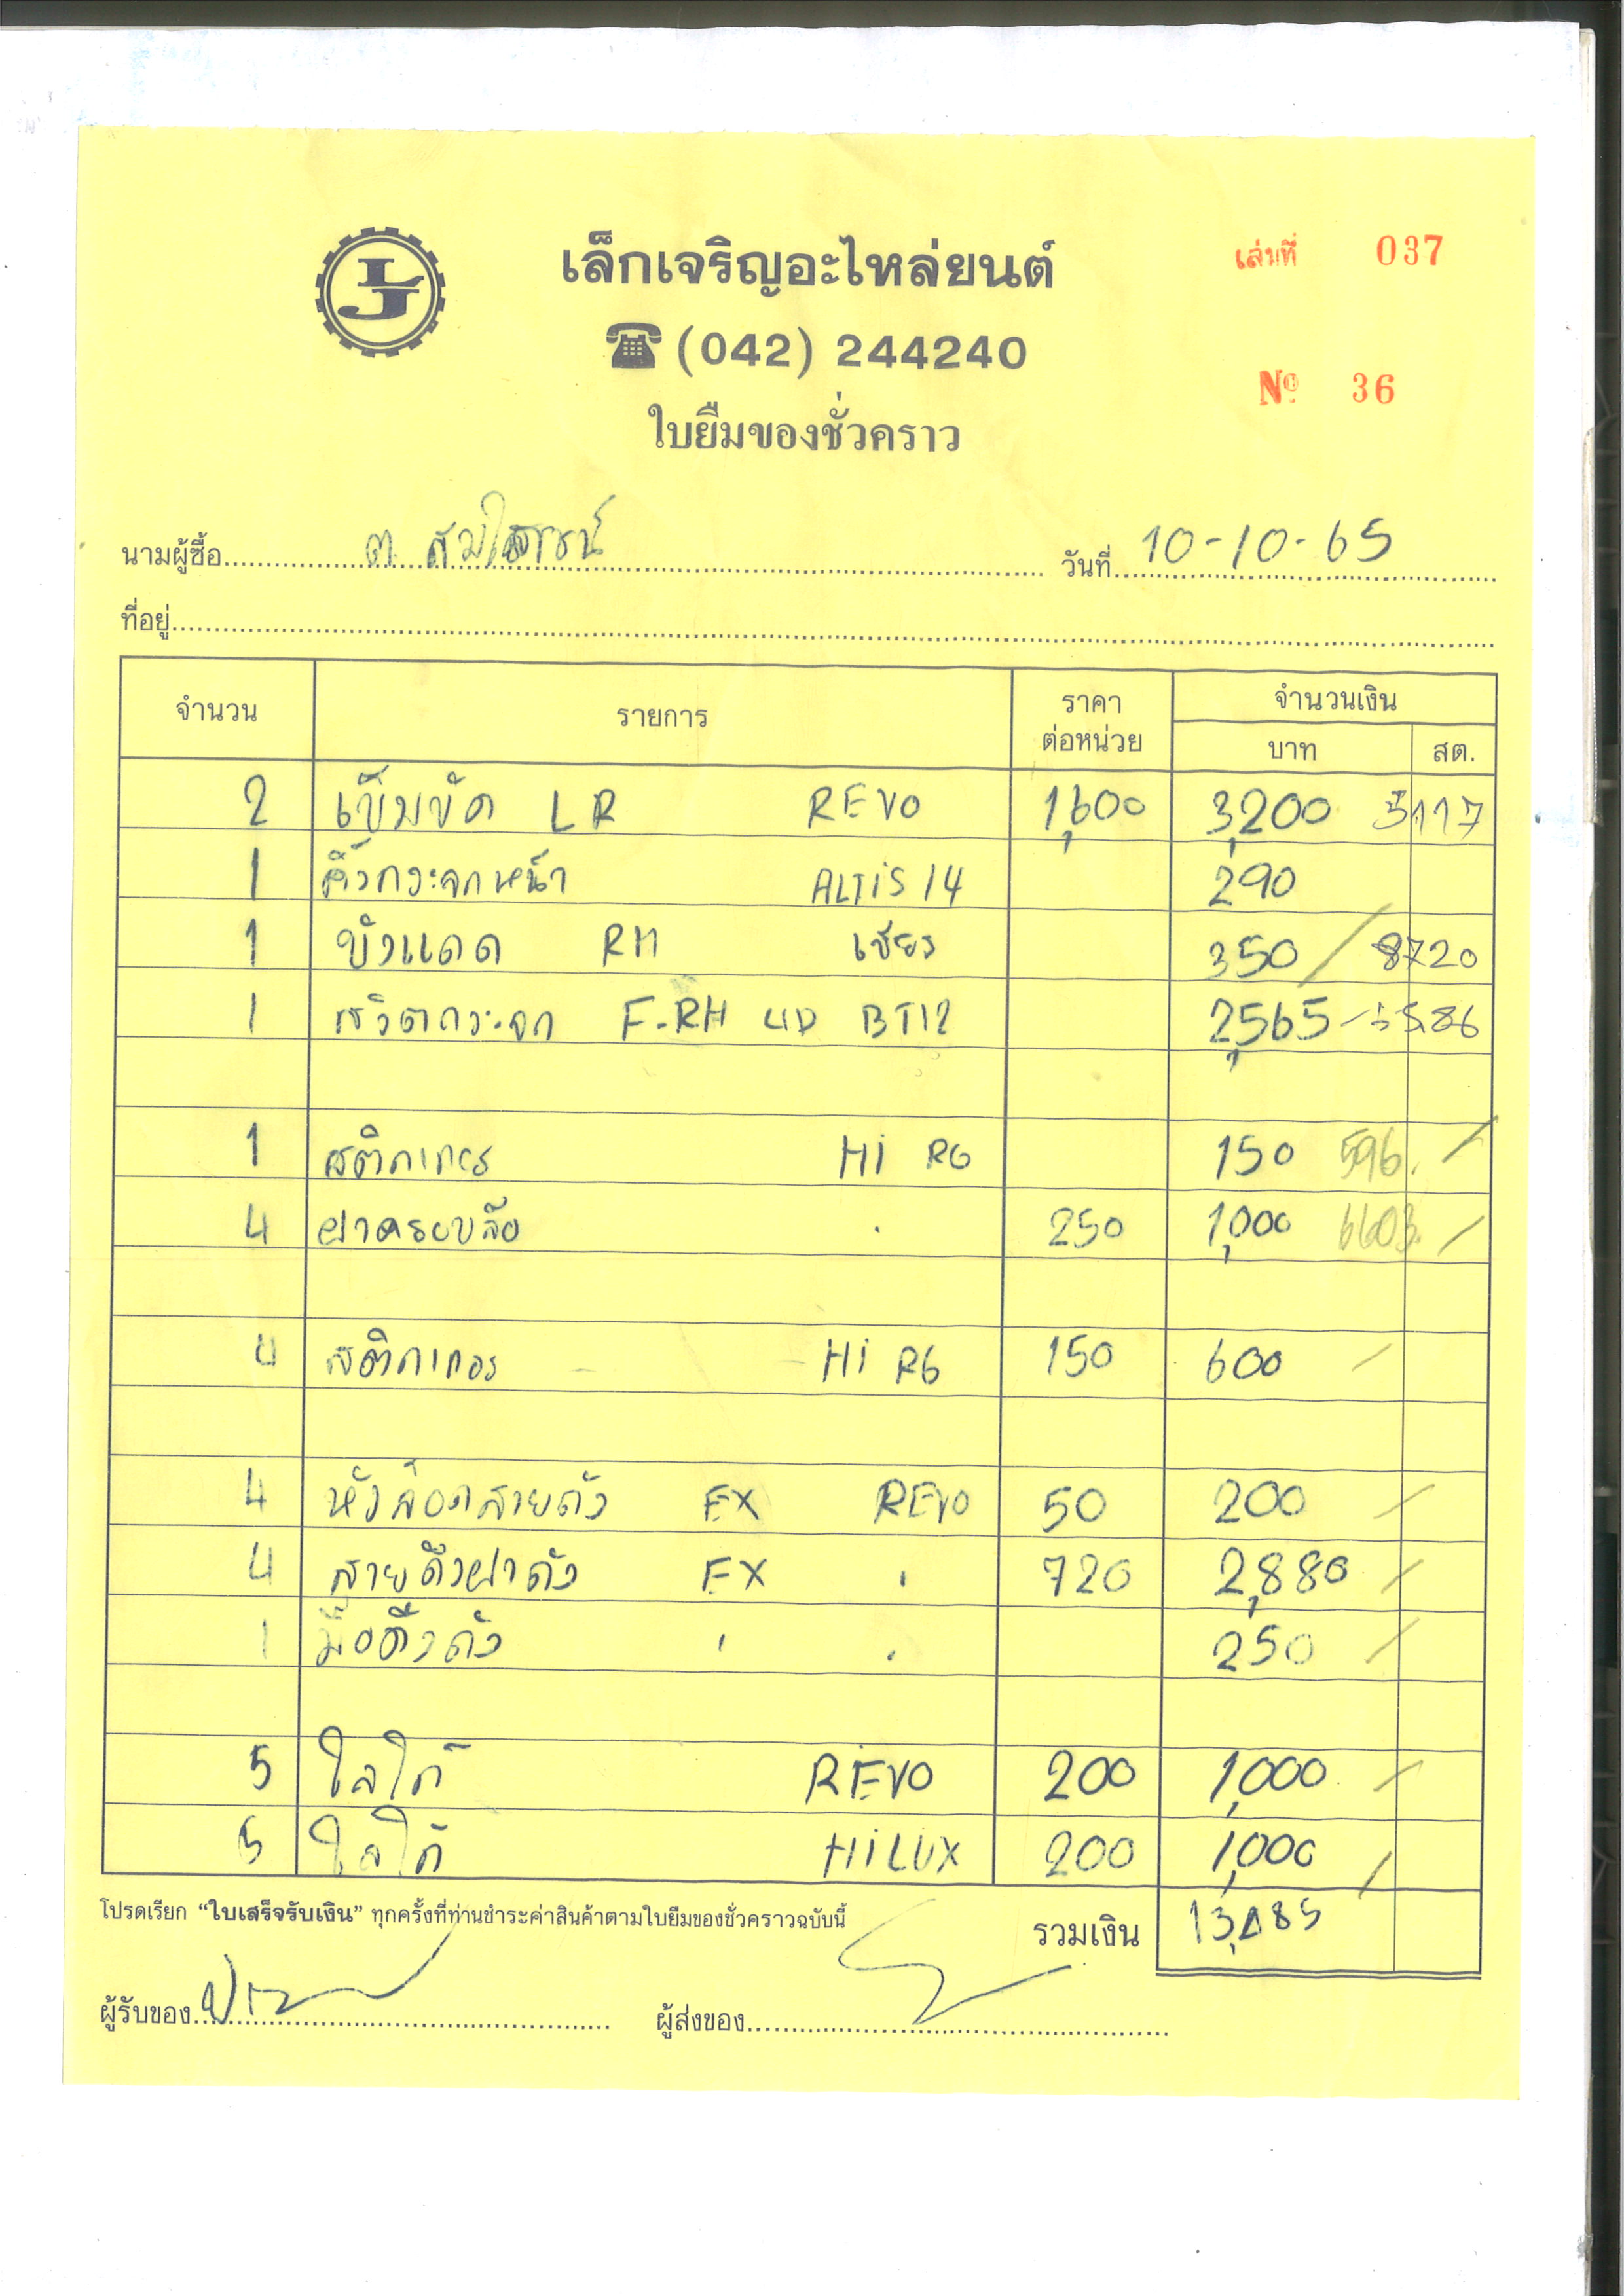 เล็กเจริญอะไหล่ยนต์
เล่มที่ 037
(042) 244240
Nº 36
ใบยืมของชั่วคราว
นามผู้ซื้อ ต. วันที่ 10-10-65
ที่อยู่
จำนวน รายการ ราคาต่อหน่วย จำนวนเงิน
บาท สต.
2 เข็มขัด LR REVO 1,600 3,200 5117
1 คิ้วกระจกหน้า ALTIS 14 290
1 บังแดด RH เชียร 350 / 8720
1 สวิตกระจก F-RH 4D BT12 2,565 5586
1 สติกเกอร์ Hi R6 150 596.
4 ฝาครอบล้อ . 250 1,000 6603.
4 สติกเกอร Hi R6 150 600
4 หัวล๊อคสายถัง EX REVO 50 200
4 สายดึงฝาถัง EX " 720 2,880
1 มือดึงถัง " " 250
5 ไล่ไก่ REVO 200 1,000
5 ไล่ไก่ HiLUX 200 1,000
โปรดเรียก "ใบเสร็จรับเงิน" ทุกครั้งที่ท่านชำระค่าสินค้าตามใบยืมของชั่วคราวฉบับนี้
รวมเงิน 13,485
ผู้รับของ ผู้ส่งของ